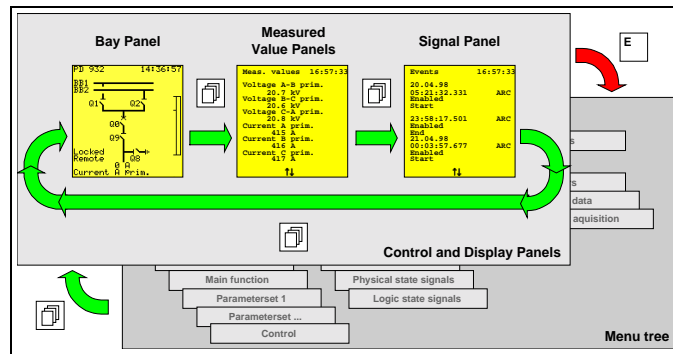 Bay Panel
Measured
Value Panels
Signal Panel
E
PD 932 14:36:57
BB1
BB2
Q1 Q2
Q0
Q9
Locked
Remote Q8
0 A
Current A Prim.
Meas. values 16:57:33
Voltage A-B prim.
20.7 kV
Voltage B-C prim.
20.6 kV
Voltage C-A prim.
20.8 kV
Current A prim.
415 A
Current B prim.
416 A
Current C prim.
417 A
↑↓
Events 16:57:33
20.04.98
05:21:32.331 ARC
Enabled
Start
23:58:17.501 ARC
Enabled
End
21.04.98
00:03:57.677 ARC
Enabled
Start
↑↓
s
rs
data
aquisition
Control and Display Panels
Main function
Physical state signals
Parameterset 1
Logic state signals
Parameterset ...
Control
Menu tree